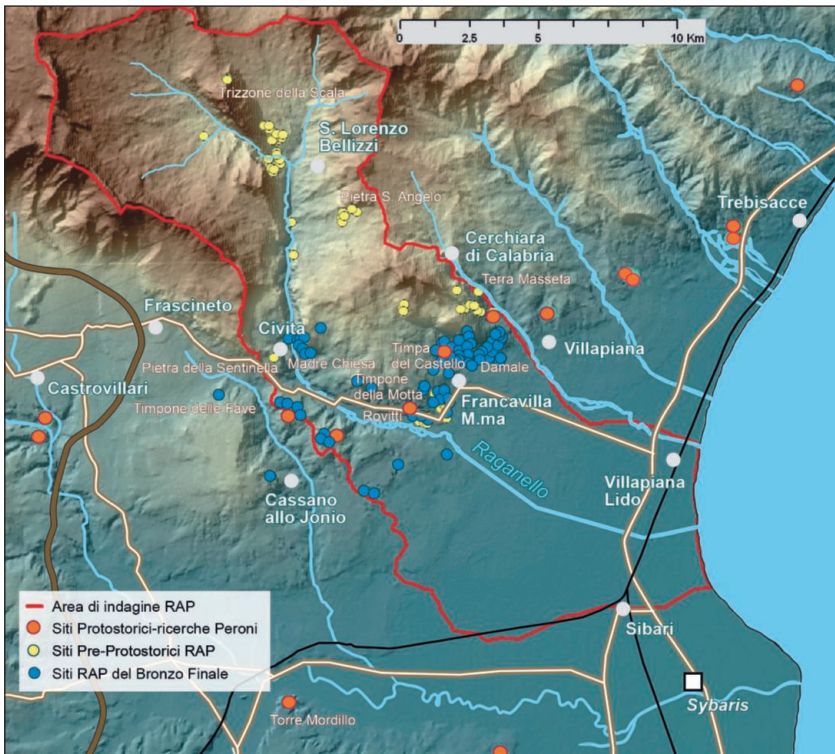 0 2.5 5 10 Km
Trizzone della Scala
S. Lorenzo
Bellizzi
Pietra S. Angelo
Trebisacce
Cerchiara
di Calabria
Terra Masseta
Frascineto
Civita
Villapiana
Pietra della Sentinella
Madre Chiesa
Timpa
del Castello
Damale
Castrovillari
Timpone
della Motta
Timpone delle Fave
Rovitti
Francavilla
M.ma
Raganello
Villapiana
Lido
Cassano
allo Jonio
Area di indagine RAP
Siti Protostorici-ricerche Peroni
Siti Pre-Protostorici RAP
Siti RAP del Bronzo Finale
Sibari
Sybaris
Torre Mordillo